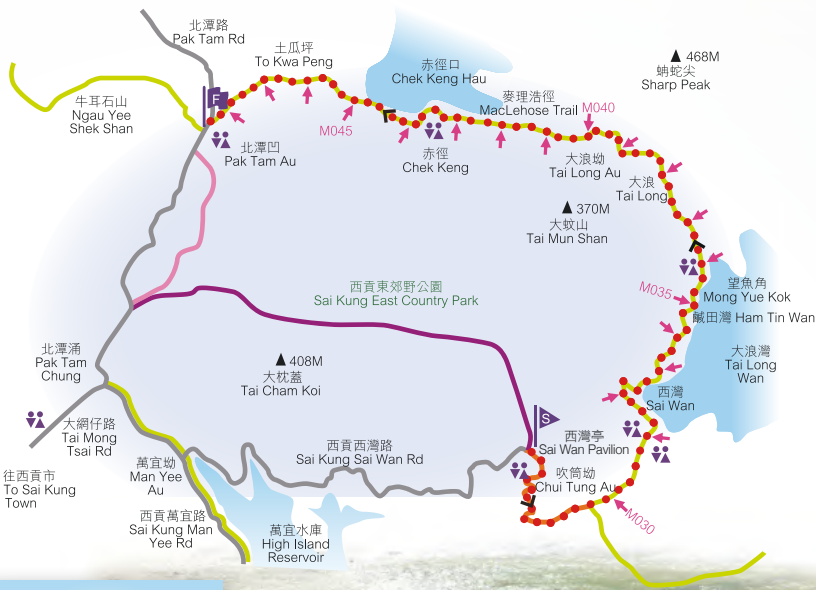 北潭路
Pak Tam Rd
土瓜坪
To Kwa Peng
赤徑口
Chek Keng Hau
468M
蚺蛇尖
Sharp Peak
牛耳石山
Ngau Yee
Shek Shan
F
麥理浩徑
MacLehose Trail
M040
M045
北潭凹
Pak Tam Au
赤徑
Chek Keng
大浪坳
Tai Long Au
大浪
Tai Long
370M
大蚊山
Tai Mun Shan
望魚角
Mong Yue Kok
M035
鹹田灣 Ham Tin Wan
西貢東郊野公園
Sai Kung East Country Park
大浪灣
Tai Long
Wan
北潭涌
Pak Tam
Chung
408M
大枕蓋
Tai Cham Koi
西灣
Sai Wan
大網仔路
Tai Mong
Tsai Rd
S
西灣亭
Sai Wan Pavilion
西貢西灣路
Sai Kung Sai Wan Rd
萬宜坳
Man Yee
Au
往西貢市
To Sai Kung
Town
吹筒坳
Chui Tung Au
M030
西貢萬宜路
Sai Kung Man
Yee Rd
萬宜水庫
High Island
Reservoir